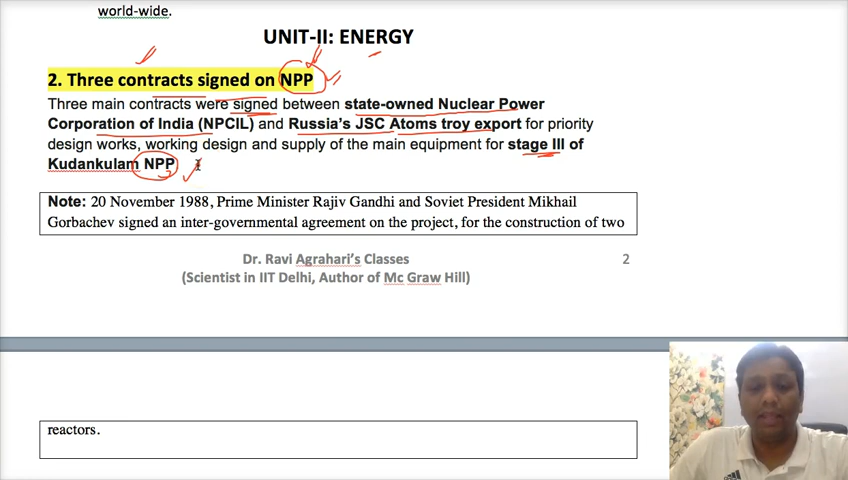 world-wide.
UNIT-II: ENERGY
2. Three contracts signed on NPP
Three main contracts were signed between state-owned Nuclear Power
Corporation of India (NPCIL) and Russia's JSC Atoms troy export for priority
design works, working design and supply of the main equipment for stage III of
Kudankulam NPP
Note: 20 November 1988, Prime Minister Rajiv Gandhi and Soviet President Mikhail
Gorbachev signed an inter-governmental agreement on the project, for the construction of two
Dr. Ravi Agrahari's Classes
2
(Scientist in IIT Delhi, Author of Mc Graw Hill)
reactors.